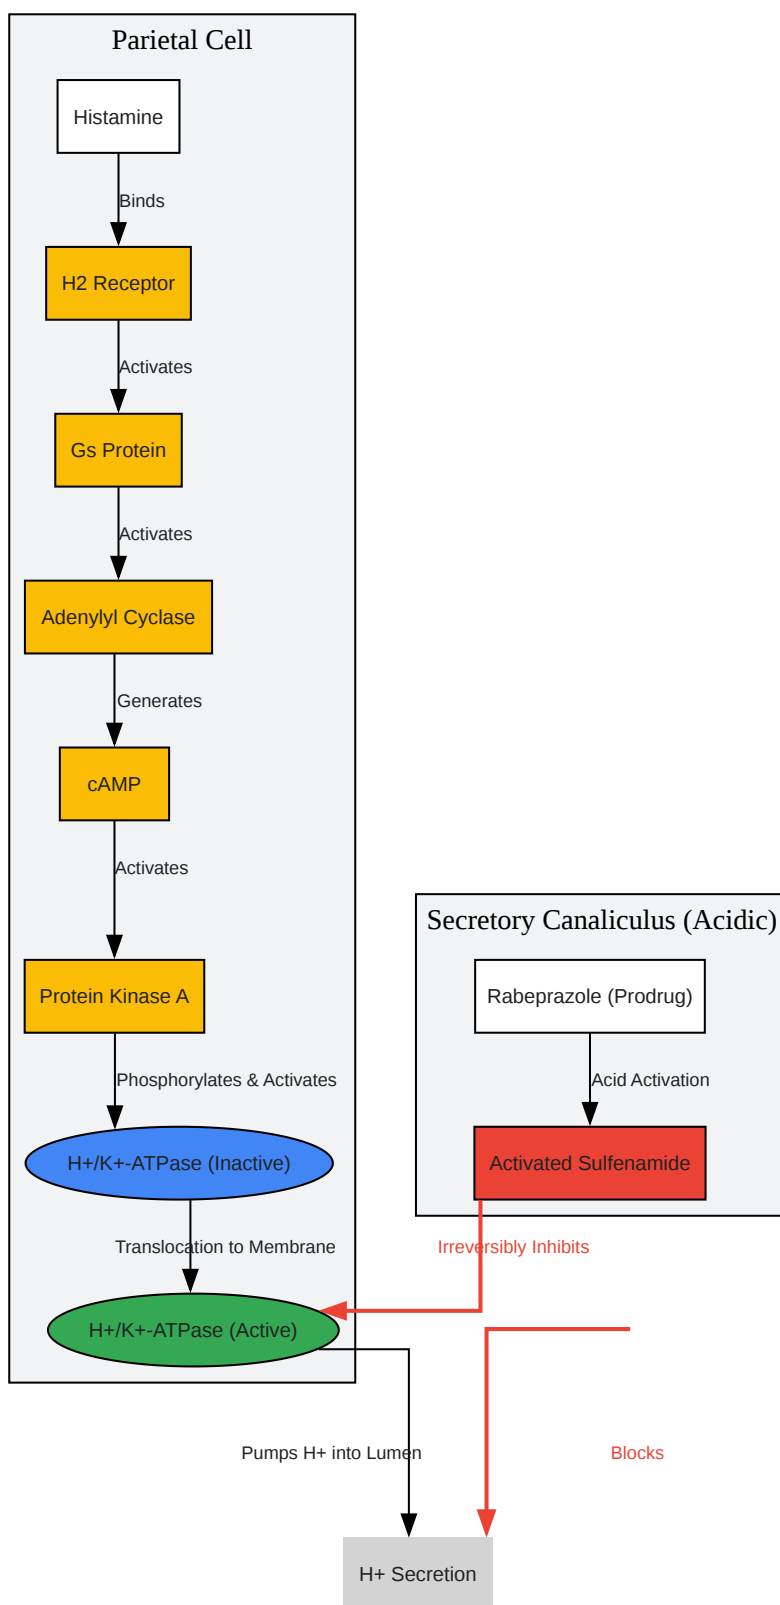 Parietal Cell
Histamine
Binds
H2 Receptor
Activates
Gs Protein
Activates
Adenylyl Cyclase
Generates
cAMP
Activates
Protein Kinase A
Phosphorylates & Activates
H+/K+-ATPase (Inactive)
Translocation to Membrane
H+/K+-ATPase (Active)
Secretory Canaliculus (Acidic)
Rabeprazole (Prodrug)
Acid Activation
Activated Sulfenamide
Irreversibly Inhibits
Pumps H+ into Lumen
Blocks
H+ Secretion